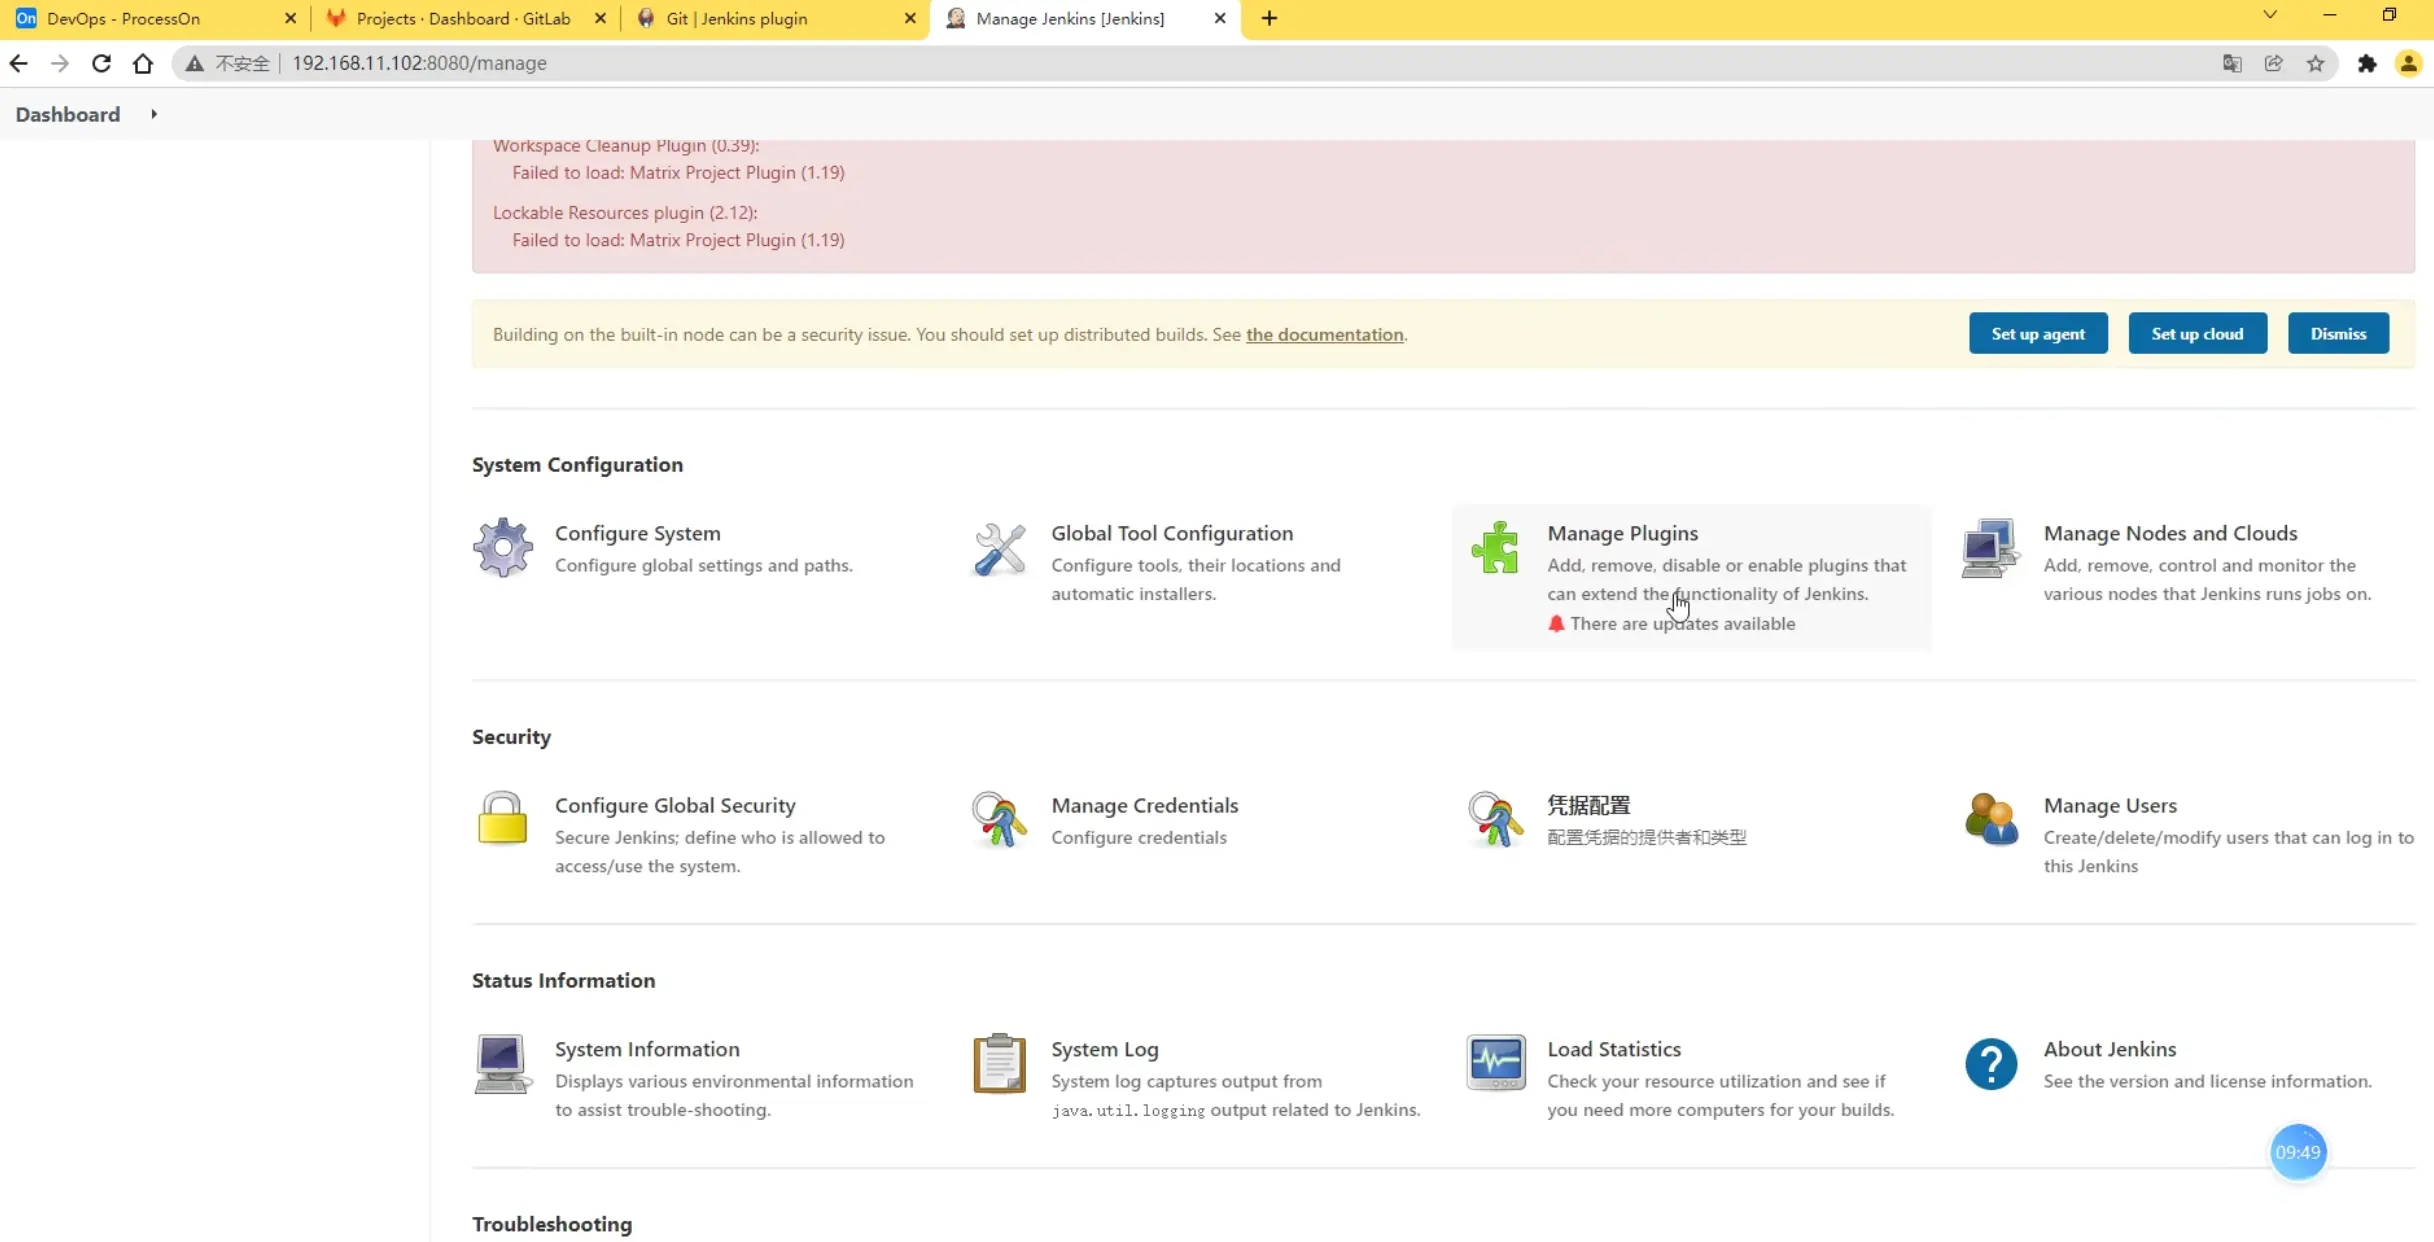 On DevOps - ProcessOn
Projects · Dashboard · GitLab
Git | Jenkins plugin
Manage Jenkins [Jenkins]
不安全 192.168.11.102:8080/manage
Dashboard
Workspace Cleanup Plugin (0.39):
Failed to load: Matrix Project Plugin (1.19)
Lockable Resources plugin (2.12):
Failed to load: Matrix Project Plugin (1.19)
Building on the built-in node can be a security issue. You should set up distributed builds. See the documentation.
Set up agent
Set up cloud
Dismiss
System Configuration
Configure System
Configure global settings and paths.
Global Tool Configuration
Configure tools, their locations and
automatic installers.
Manage Plugins
Add, remove, disable or enable plugins that
can extend the functionality of Jenkins.
There are updates available
Manage Nodes and Clouds
Add, remove, control and monitor the
various nodes that Jenkins runs jobs on.
Security
Configure Global Security
Secure Jenkins; define who is allowed to
access/use the system.
Manage Credentials
Configure credentials
凭据配置
配置凭据的提供者和类型
Manage Users
Create/delete/modify users that can log in to
this Jenkins
Status Information
System Information
Displays various environmental information
to assist trouble-shooting.
System Log
System log captures output from
java.util.logging output related to Jenkins.
Load Statistics
Check your resource utilization and see if
you need more computers for your builds.
About Jenkins
See the version and license information.
09:49
Troubleshooting